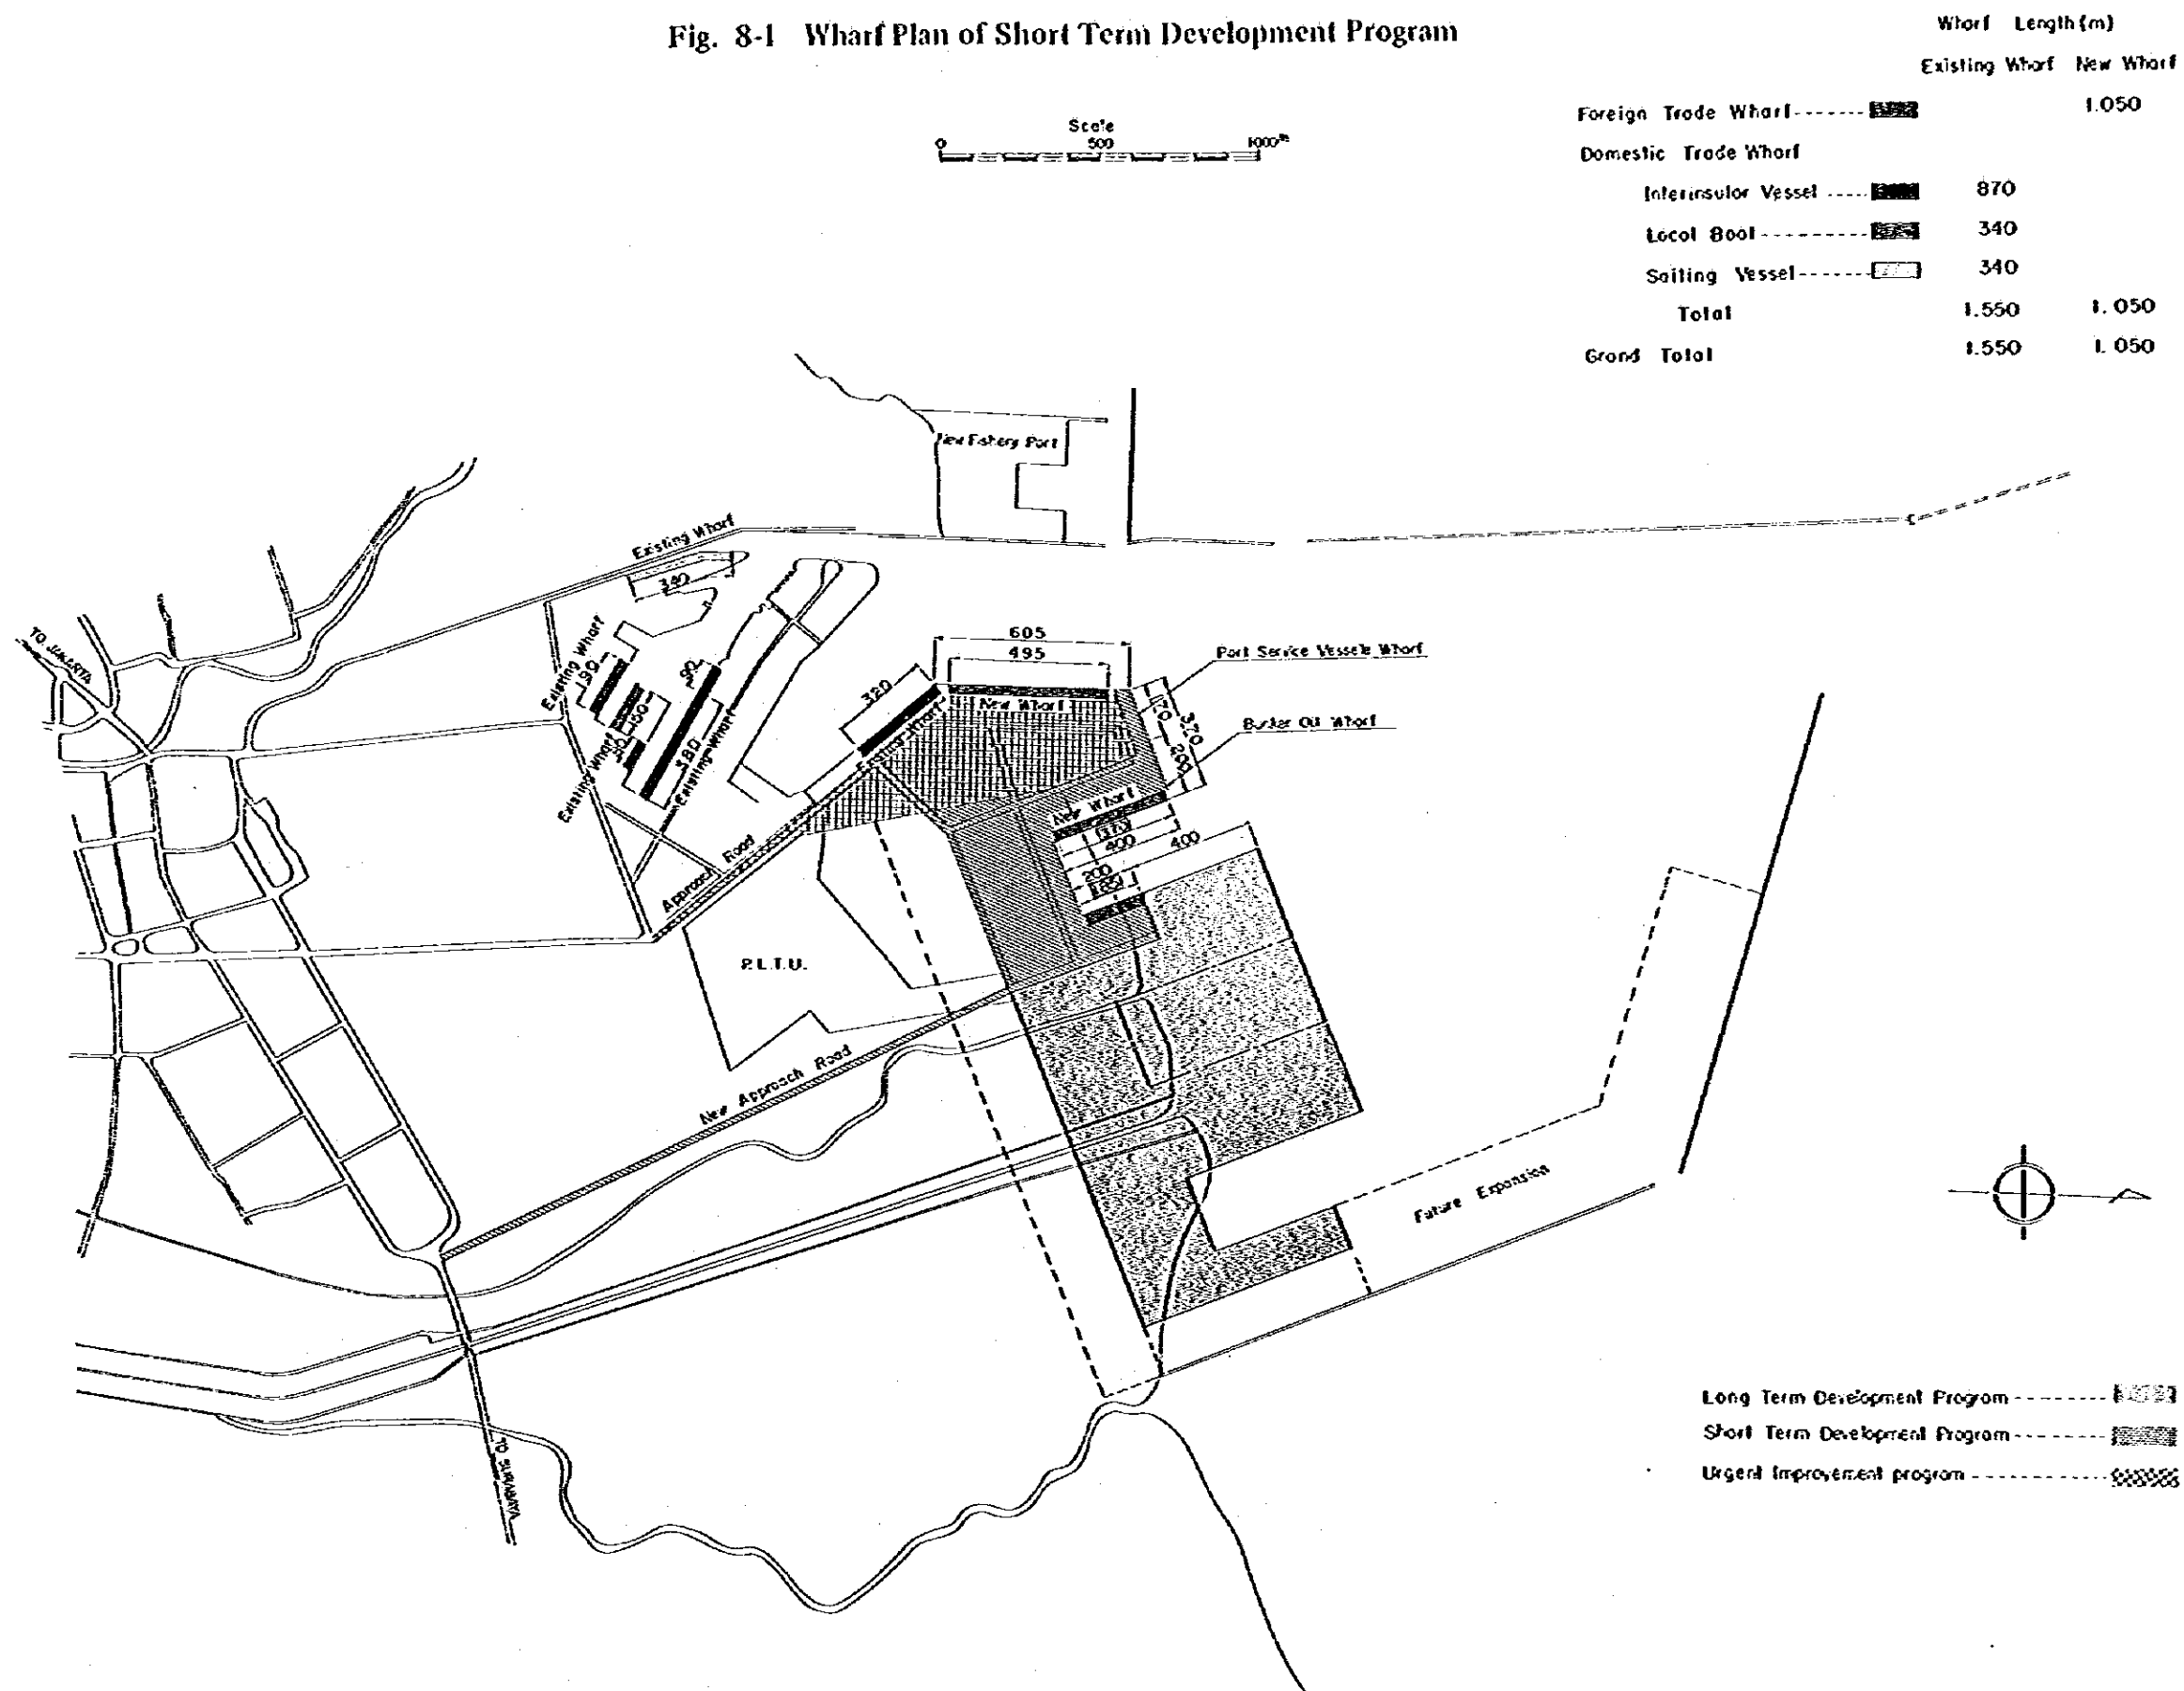 Fig. 8-1 Wharf Plan of Short Term Development Program
Wharf Length (m)
Existing Wharf New Wharf
Foreign Trade Wharf 1.050
Domestic Trade Wharf
Interinsular Vessel 870
Local Boat 340
Sailing Vessel 340
Total 1.550 1.050
Grand Total 1.550 1.050
Scale
0 500 1000m
New Fishery Port
Existing Wharf
340
TO JAKARTA
Existing Wharf
190
150
90
Existing Wharf
90
380
Existing Wharf
320
Existing Wharf
605
495
New Wharf
Port Service Vessels Wharf
170
370
200
Bunker Oil Wharf
New Wharf
(370)
400
400
200
(185)
Approach Road
P.L.T.U.
New Approach Road
Future Expansion
TO SURABAYA
Long Term Development Program
Short Term Development Program
Urgent Improvement program